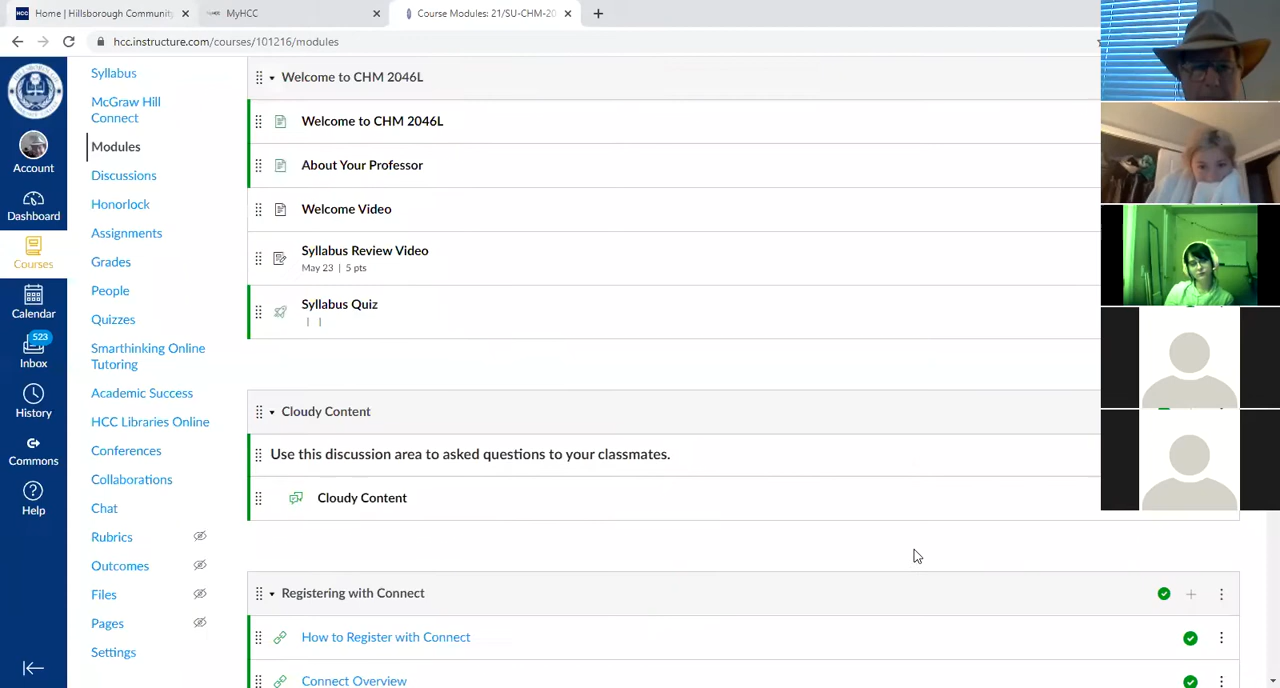 Home | Hillsborough Community
MyHCC
Course Modules: 21/SU-CHM-20
hcc.instructure.com/courses/101216/modules
Account
Dashboard
Courses
Calendar
523
Inbox
History
Commons
Help
Syllabus
McGraw Hill
Connect
Modules
Discussions
Honorlock
Assignments
Grades
People
Quizzes
Smarthinking Online
Tutoring
Academic Success
HCC Libraries Online
Conferences
Collaborations
Chat
Rubrics
Outcomes
Files
Pages
Settings
Welcome to CHM 2046L
Welcome to CHM 2046L
About Your Professor
Welcome Video
Syllabus Review Video
May 23 | 5 pts
Syllabus Quiz
| |
Cloudy Content
Use this discussion area to asked questions to your classmates.
Cloudy Content
Registering with Connect
How to Register with Connect
Connect Overview